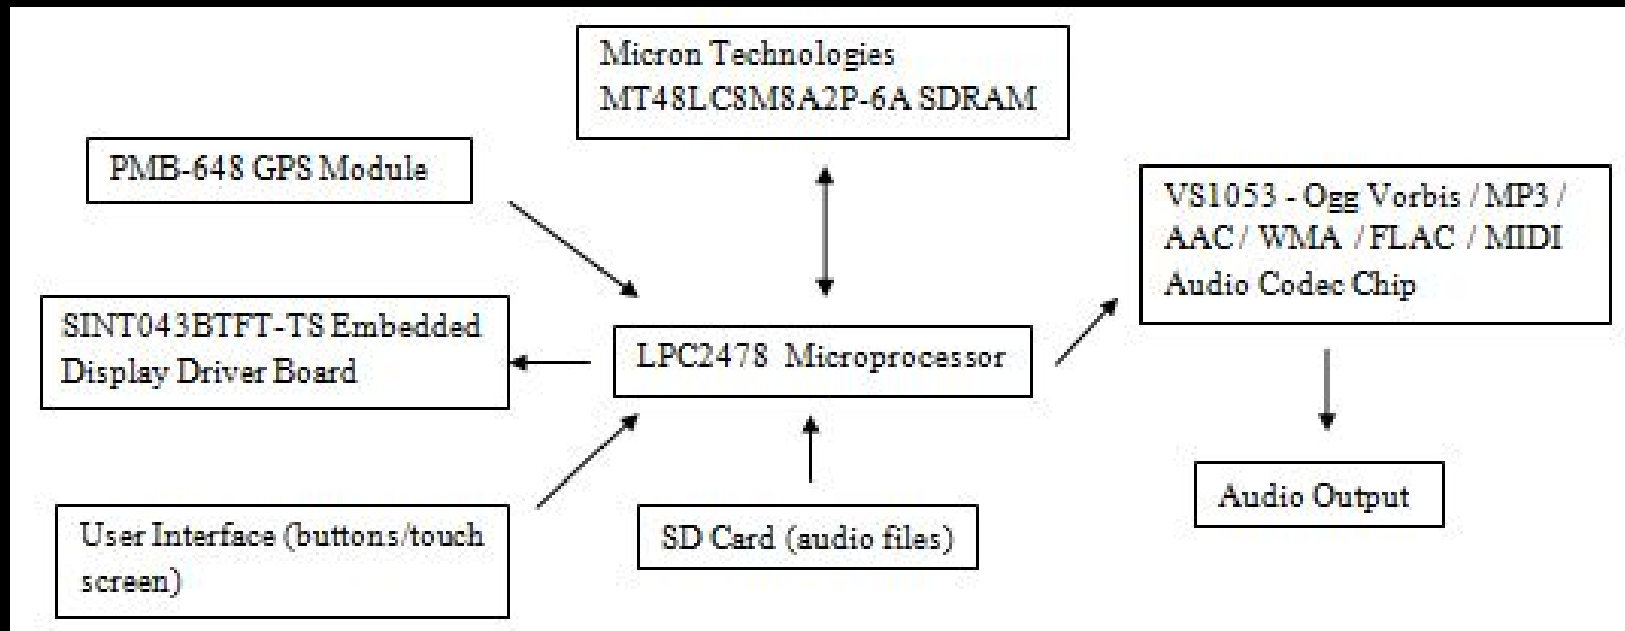 Micron Technologies
MT48LC8M8A2P-6A SDRAM
PMB-648 GPS Module
VS1053 - Ogg Vorbis / MP3 /
AAC / WMA / FLAC / MIDI
Audio Codec Chip
SINT043BTFT-TS Embedded
Display Driver Board
LPC2478 Microprocessor
Audio Output
User Interface (buttons/touch
screen)
SD Card (audio files)